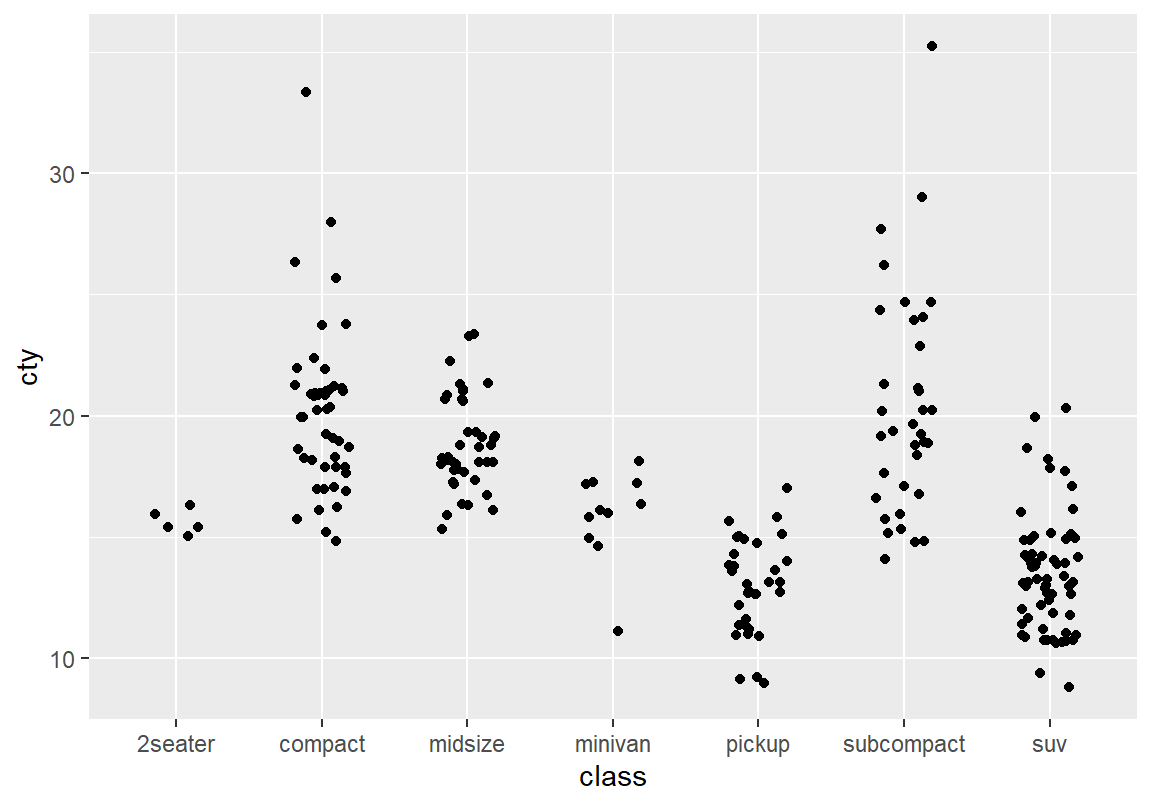 cty
30
20
10
2seater compact midsize minivan pickup subcompact suv
class